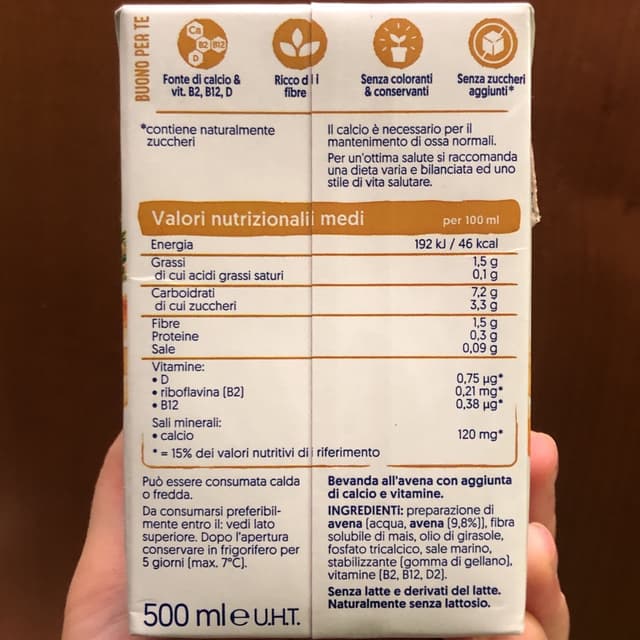 BUONO PER TE
Ca
B2 B12
D
Fonte di calcio &
vit. B2, B12, D
Ricco di
fibre
Senza coloranti
& conservanti
Senza zuccheri
aggiunti*
*contiene naturalmente
zuccheri
Il calcio è necessario per il
mantenimento di ossa normali.
Per un'ottima salute si raccomanda
una dieta varia e bilanciata ed uno
stile di vita salutare.
Valori nutrizionali medi per 100 ml
Energia 192 kJ / 46 kcal
Grassi 1,5 g
di cui acidi grassi saturi 0,1 g
Carboidrati 7,2 g
di cui zuccheri 3,3 g
Fibre 1,5 g
Proteine 0,3 g
Sale 0,09 g
Vitamine:
• D 0,75 µg*
• riboflavina (B2) 0,21 mg*
• B12 0,38 µg*
Sali minerali:
• calcio 120 mg*
* = 15% dei valori nutritivi di riferimento
Può essere consumata calda
o fredda.
Da consumarsi preferibil-
mente entro il: vedi lato
superiore. Dopo l'apertura
conservare in frigorifero per
5 giorni (max. 7°C).
500 ml e U.H.T.
Bevanda all'avena con aggiunta
di calcio e vitamine.
INGREDIENTI: preparazione di
avena (acqua, avena (9,8%)), fibra
solubile di mais, olio di girasole,
fosfato tricalcico, sale marino,
stabilizzante (gomma di gellano),
vitamine (B2, B12, D2).
Senza latte e derivati del latte.
Naturalmente senza lattosio.